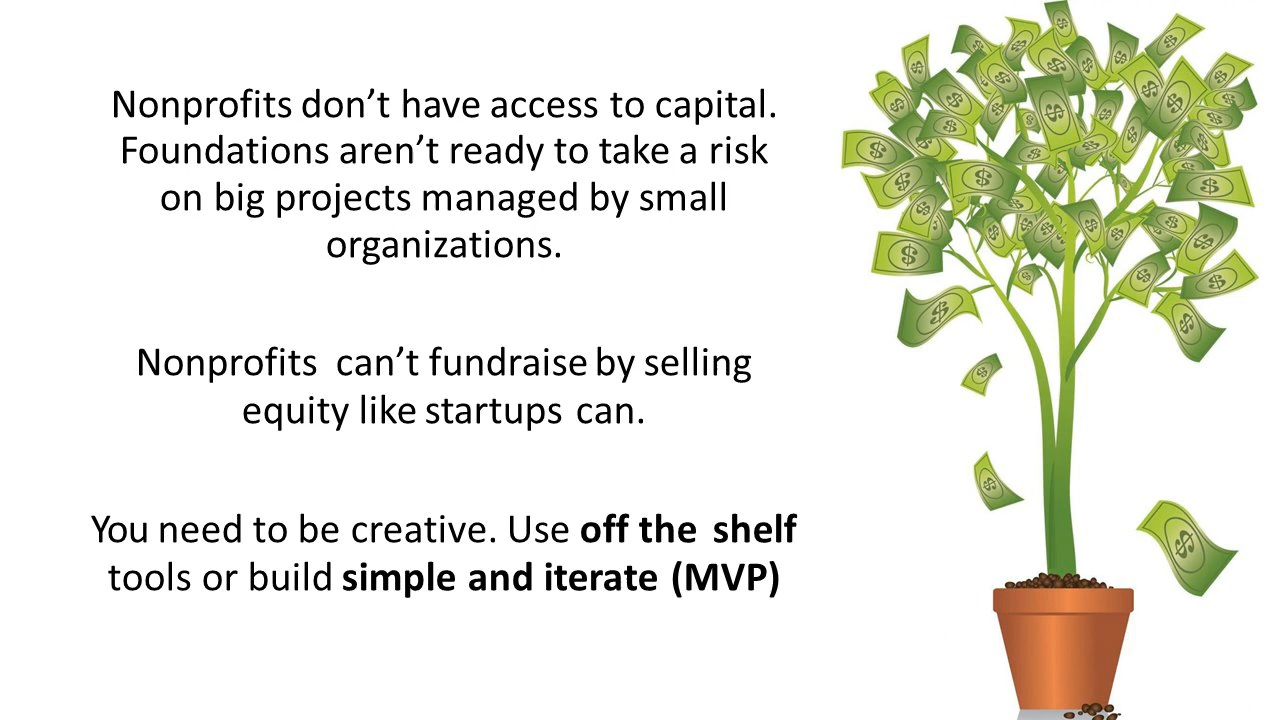 Nonprofits don’t have access to capital.
Foundations aren’t ready to take a risk
on big projects managed by small
organizations.
Nonprofits can’t fundraise by selling
equity like startups can.
You need to be creative. Use off the shelf
tools or build simple and iterate (MVP)